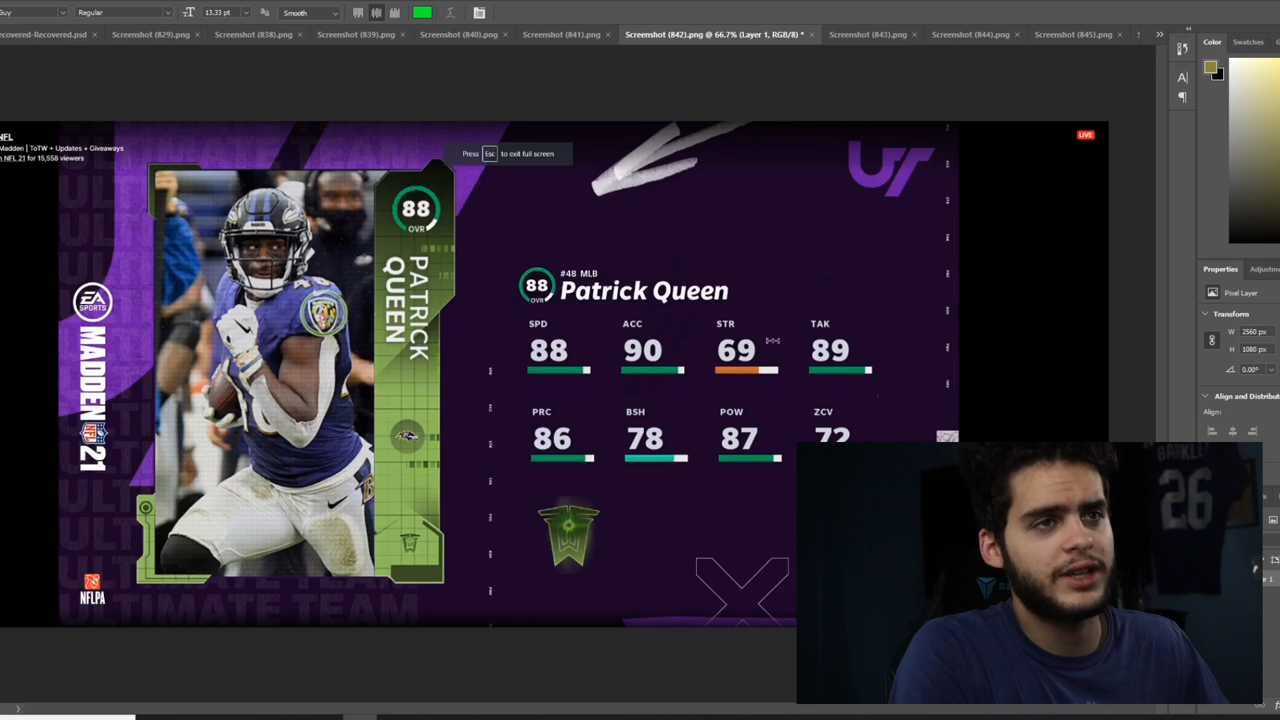 Regular
13.33 pt
Smooth
ecovered-Recovered.psd
Screenshot (829).png
Screenshot (838).png
Screenshot (839).png
Screenshot (840).png
Screenshot (841).png
Screenshot (842).png @ 66.7% (Layer 1, RGB/8) *
Screenshot (843).png
Screenshot (844).png
Screenshot (845).png
Color
Swatches
NFL
Madden | ToTW + Updates + Giveaways
NFL 21 for 15,558 viewers
Press Esc to exit full screen
LIVE
UT
88
OVR
PATRICK
QUEEN
EA
SPORTS
MADDEN
NFL
21
NFLPA
ULTIMATE TEAM
88
OVR
#48 MLB
Patrick Queen
SPD
ACC
STR
TAK
88
90
69
89
PRC
BSH
POW
ZCV
86
78
87
72
Properties
Adjustme
Pixel Layer
Transform
W
2560 px
H
1080 px
0.00°
Align and Distribut
Align:
BARKLEY
26